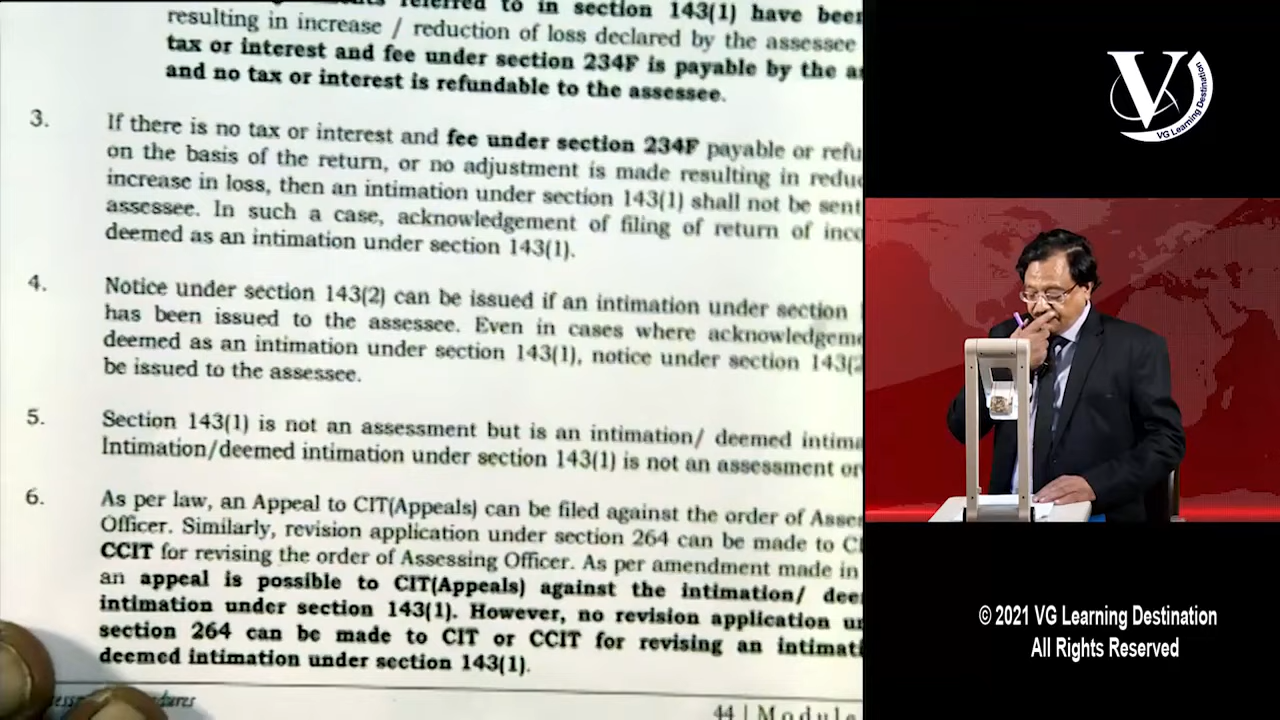 referred to in section 143(1) have been
resulting in increase / reduction of loss declared by the assessee
tax or interest and fee under section 234F is payable by the
and no tax or interest is refundable to the assessee.
3.
If there is no tax or interest and fee under section 234F payable or
on the basis of the return, or no adjustment is made resulting in
increase in loss, then an intimation under section 143(1) shall not be sent
assessee. In such a case, acknowledgement of filing of return of
deemed as an intimation under section 143(1).
4.
Notice under section 143(2) can be issued if an intimation under section
has been issued to the assessee. Even in cases where
deemed as an intimation under section 143(1), notice under section
be issued to the assessee.
5.
Section 143(1) is not an assessment but is an intimation/ deemed
Intimation/deemed intimation under section 143(1) is not an assessment
6.
As per law, an Appeal to CIT(Appeals) can be filed against the order of
Officer. Similarly, revision application under section 264 can be made to
CCIT for revising the order of Assessing Officer. As per amendment made in
an appeal is possible to CIT(Appeals) against the intimation/
intimation under section 143(1). However, no revision application
section 264 can be made to CIT or CCIT for revising an
deemed intimation under section 143(1).
44 | Module
V
VG Learning Destination
© 2021 VG Learning Destination
All Rights Reserved